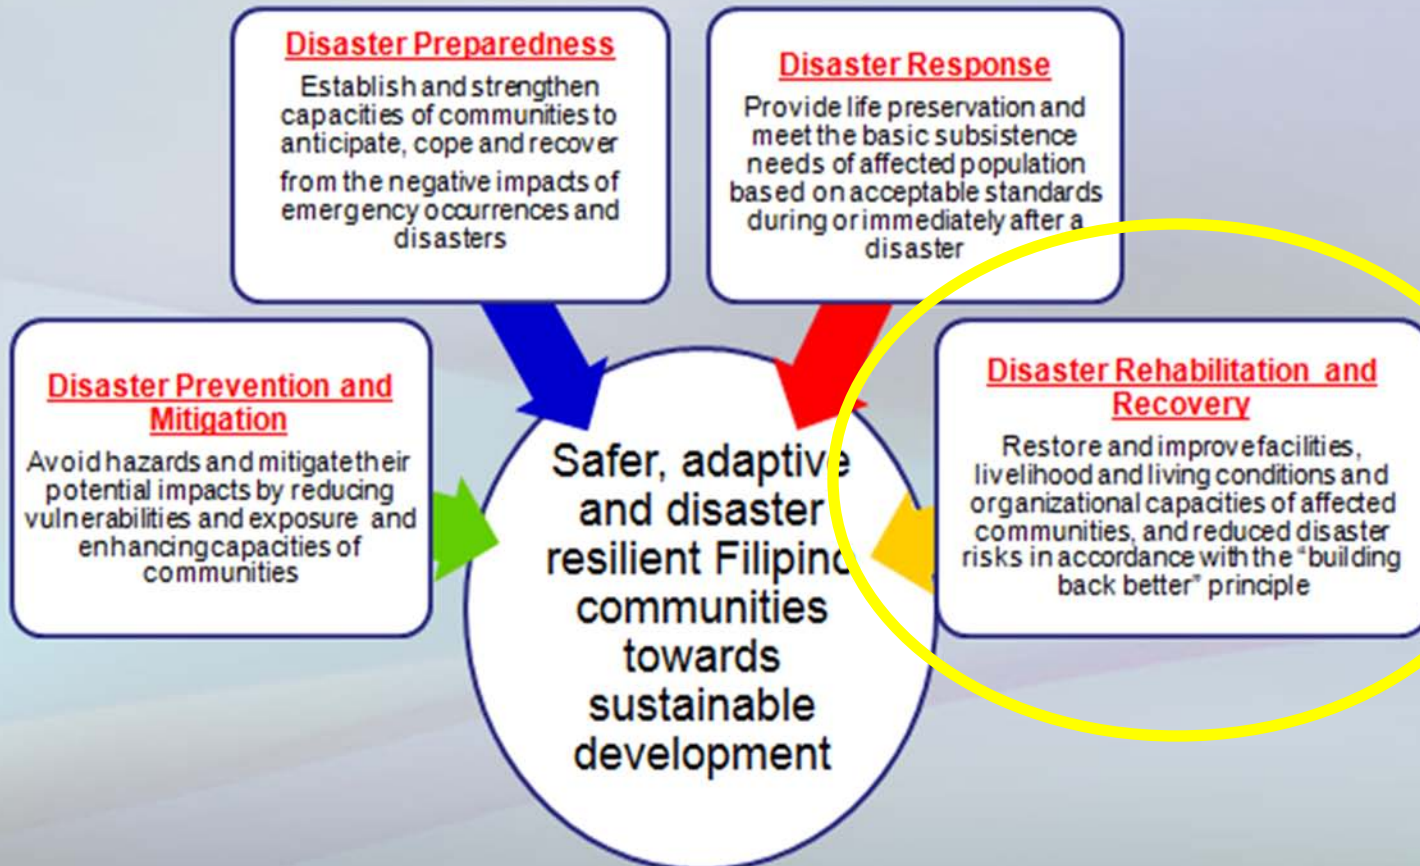 Disaster Preparedness
Establish and strengthen
capacities of communities to
anticipate, cope and recover
from the negative impacts of
emergency occurrences and
disasters
Disaster Response
Provide life preservation and
meet the basic subsistence
needs of affected population
based on acceptable standards
during or immediately after a
disaster
Disaster Prevention and
Mitigation
Avoid hazards and mitigate their
potential impacts by reducing
vulnerabilities and exposure and
enhancing capacities of
communities
Safer, adaptive
and disaster
resilient Filipino
communities
towards
sustainable
development
Disaster Rehabilitation and
Recovery
Restore and improve facilities,
livelihood and living conditions and
organizational capacities of affected
communities, and reduced disaster
risks in accordance with the “building
back better” principle